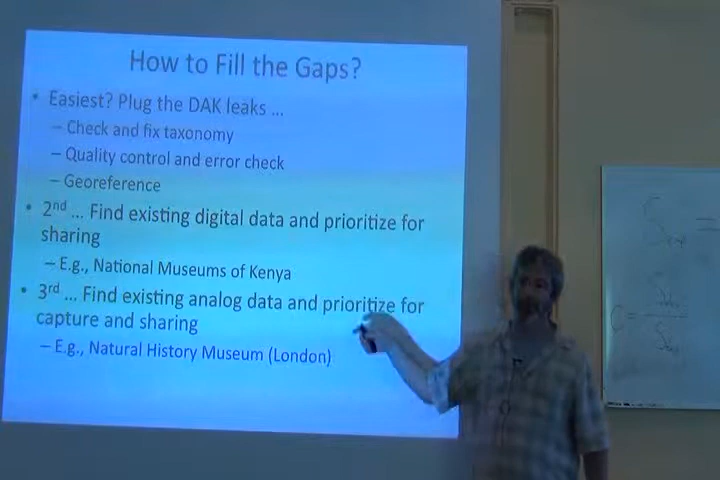 How to Fill the Gaps?
• Easiest? Plug the DAK leaks ...
– Check and fix taxonomy
– Quality control and error check
– Georeference
• 2nd ... Find existing digital data and prioritize for
sharing
– E.g., National Museums of Kenya
• 3rd ... Find existing analog data and prioritize for
capture and sharing
– E.g., Natural History Museum (London)